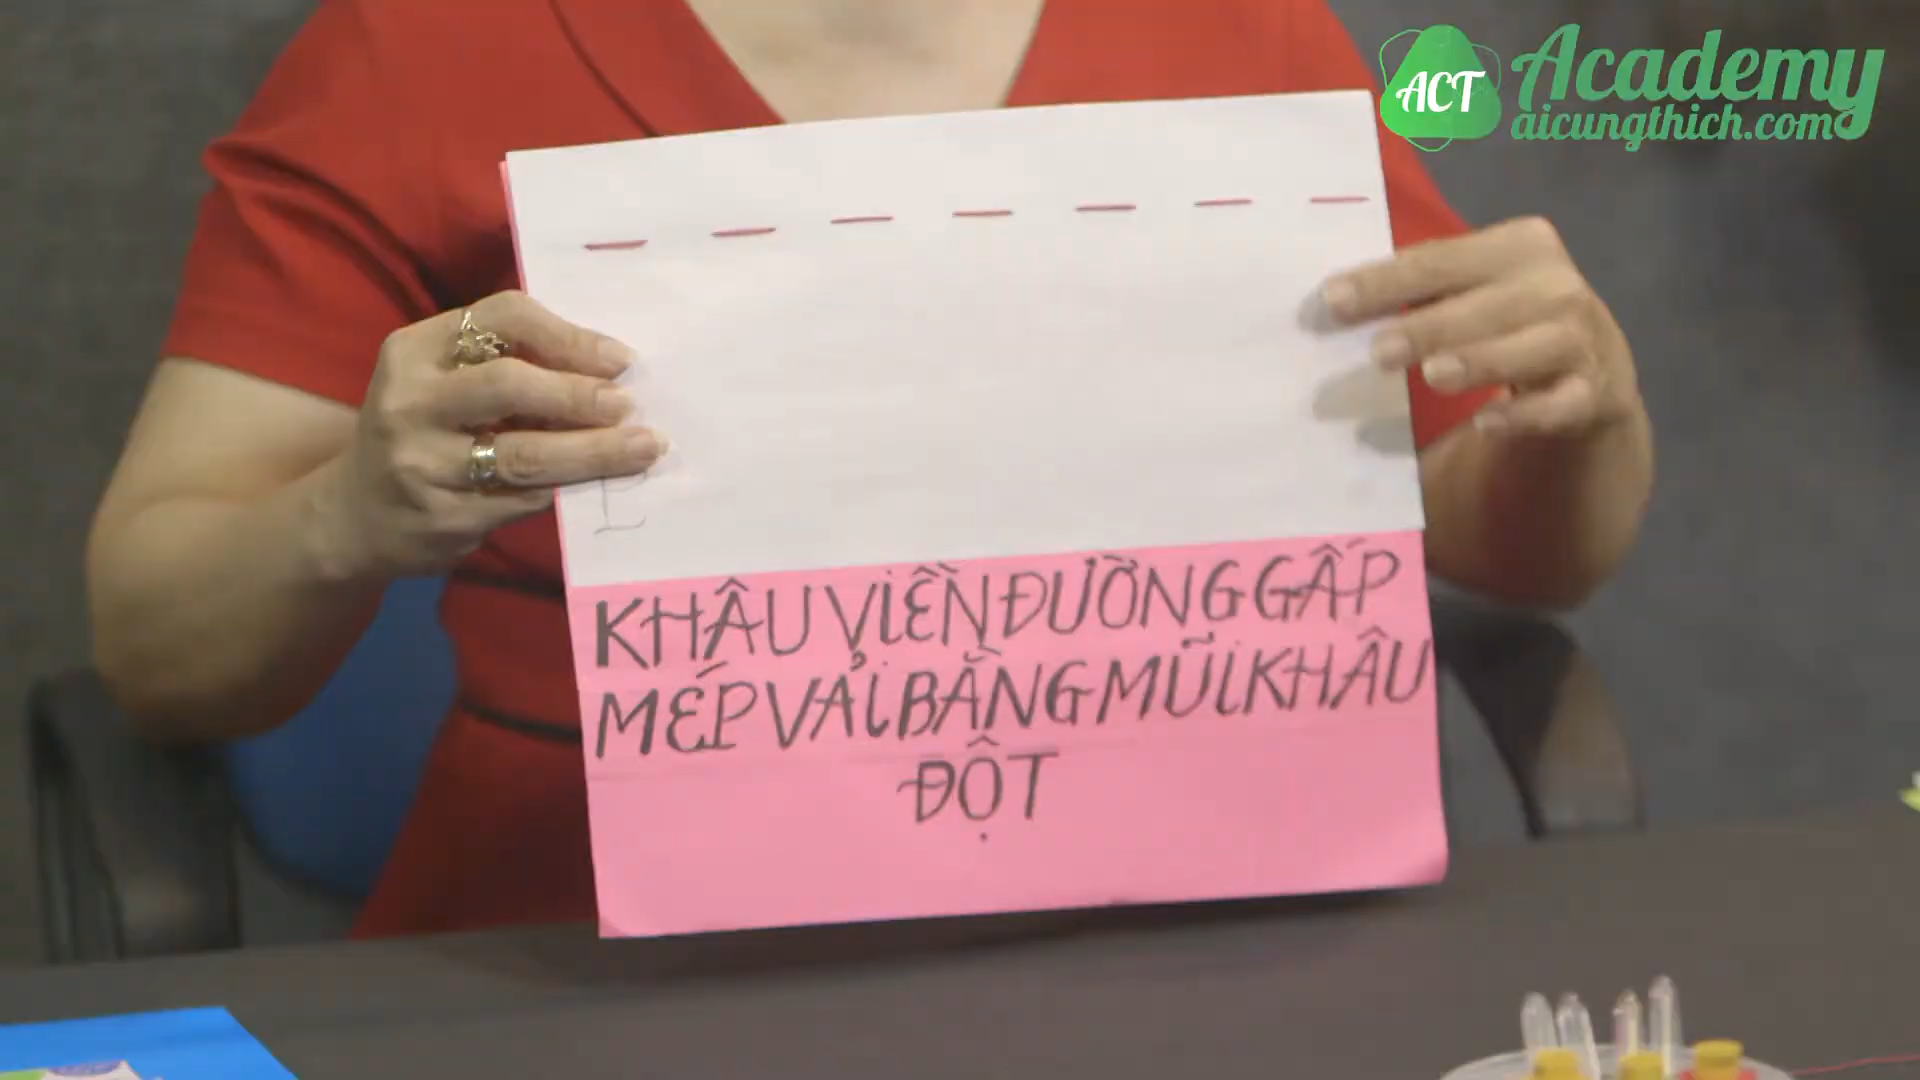 ACT Academy
aicungthich.com
KHÂU VIỀN ĐƯỜNG GẤP
MÉP VẢI BẰNG MŨI KHÂU
ĐỘT